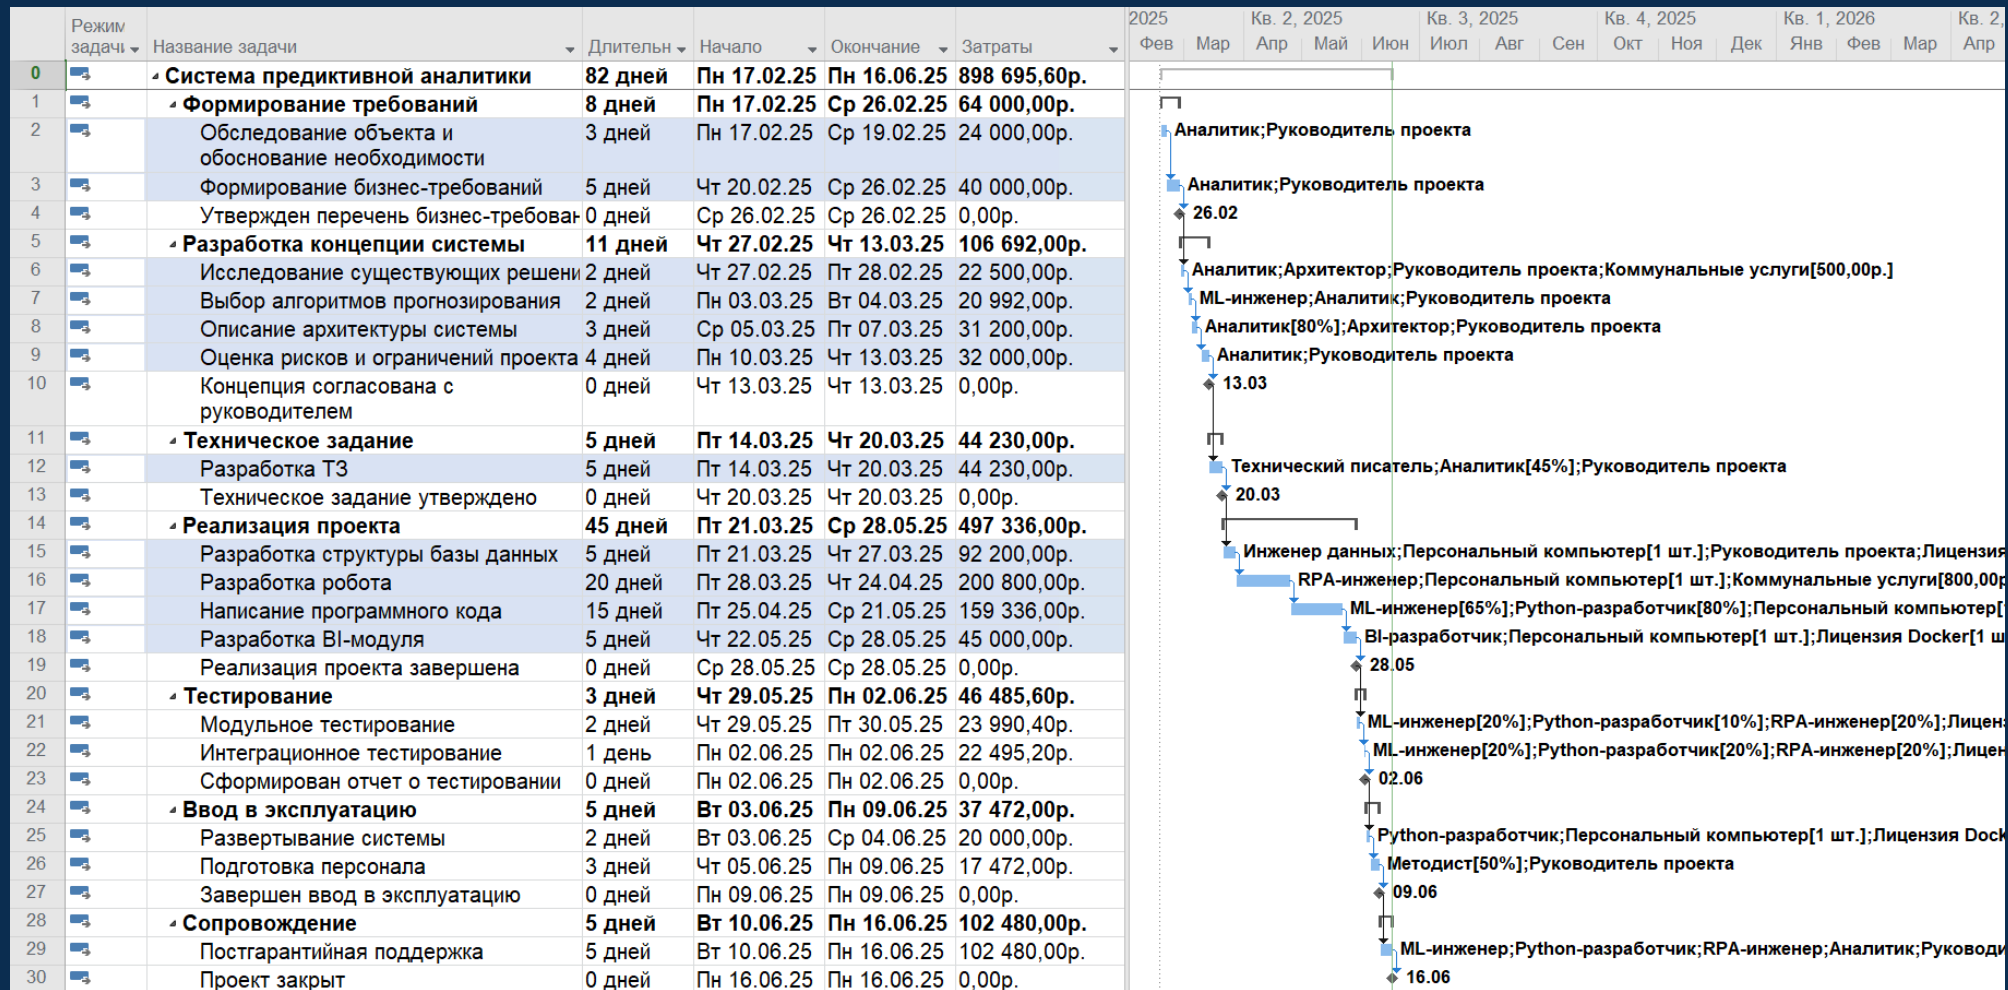 Режим задачи Название задачи Длительн Начало Окончание Затраты
2025 Кв. 2, 2025 Кв. 3, 2025 Кв. 4, 2025 Кв. 1, 2026 Кв. 2,
Фев Мар Апр Май Июн Июл Авг Сен Окт Ноя Дек Янв Фев Мар Апр
0 Система предиктивной аналитики 82 дней Пн 17.02.25 Пн 16.06.25 898 695,60р.
1 Формирование требований 8 дней Пн 17.02.25 Ср 26.02.25 64 000,00р.
2 Обследование объекта и обоснование необходимости 3 дней Пн 17.02.25 Ср 19.02.25 24 000,00р. Аналитик;Руководитель проекта
3 Формирование бизнес-требований 5 дней Чт 20.02.25 Ср 26.02.25 40 000,00р. Аналитик;Руководитель проекта
4 Утвержден перечень бизнес-требован 0 дней Ср 26.02.25 Ср 26.02.25 0,00р. 26.02
5 Разработка концепции системы 11 дней Чт 27.02.25 Чт 13.03.25 106 692,00р.
6 Исследование существующих решени 2 дней Чт 27.02.25 Пт 28.02.25 22 500,00р. Аналитик;Архитектор;Руководитель проекта;Коммунальные услуги[500,00р.]
7 Выбор алгоритмов прогнозирования 2 дней Пн 03.03.25 Вт 04.03.25 20 992,00р. ML-инженер;Аналитик;Руководитель проекта
8 Описание архитектуры системы 3 дней Ср 05.03.25 Пт 07.03.25 31 200,00р. Аналитик[80%];Архитектор;Руководитель проекта
9 Оценка рисков и ограничений проекта 4 дней Пн 10.03.25 Чт 13.03.25 32 000,00р. Аналитик;Руководитель проекта
10 Концепция согласована с руководителем 0 дней Чт 13.03.25 Чт 13.03.25 0,00р. 13.03
11 Техническое задание 5 дней Пт 14.03.25 Чт 20.03.25 44 230,00р.
12 Разработка ТЗ 5 дней Пт 14.03.25 Чт 20.03.25 44 230,00р. Технический писатель;Аналитик[45%];Руководитель проекта
13 Техническое задание утверждено 0 дней Чт 20.03.25 Чт 20.03.25 0,00р. 20.03
14 Реализация проекта 45 дней Пт 21.03.25 Ср 28.05.25 497 336,00р.
15 Разработка структуры базы данных 5 дней Пт 21.03.25 Чт 27.03.25 92 200,00р. Инженер данных;Персональный компьютер[1 шт.];Руководитель проекта;Лицензия
16 Разработка робота 20 дней Пт 28.03.25 Чт 24.04.25 200 800,00р. RPA-инженер;Персональный компьютер[1 шт.];Коммунальные услуги[800,00р
17 Написание программного кода 15 дней Пт 25.04.25 Ср 21.05.25 159 336,00р. ML-инженер[65%];Python-разработчик[80%];Персональный компьютер[
18 Разработка BI-модуля 5 дней Чт 22.05.25 Ср 28.05.25 45 000,00р. BI-разработчик;Персональный компьютер[1 шт.];Лицензия Docker[1 ш
19 Реализация проекта завершена 0 дней Ср 28.05.25 Ср 28.05.25 0,00р. 28.05
20 Тестирование 3 дней Чт 29.05.25 Пн 02.06.25 46 485,60р.
21 Модульное тестирование 2 дней Чт 29.05.25 Пт 30.05.25 23 990,40р. ML-инженер[20%];Python-разработчик[10%];RPA-инженер[20%];Лицен
22 Интеграционное тестирование 1 день Пн 02.06.25 Пн 02.06.25 22 495,20р. ML-инженер[20%];Python-разработчик[20%];RPA-инженер[20%];Лицен
23 Сформирован отчет о тестировании 0 дней Пн 02.06.25 Пн 02.06.25 0,00р. 02.06
24 Ввод в эксплуатацию 5 дней Вт 03.06.25 Пн 09.06.25 37 472,00р.
25 Развертывание системы 2 дней Вт 03.06.25 Ср 04.06.25 20 000,00р. Python-разработчик;Персональный компьютер[1 шт.];Лицензия Dock
26 Подготовка персонала 3 дней Чт 05.06.25 Пн 09.06.25 17 472,00р. Методист[50%];Руководитель проекта
27 Завершен ввод в эксплуатацию 0 дней Пн 09.06.25 Пн 09.06.25 0,00р. 09.06
28 Сопровождение 5 дней Вт 10.06.25 Пн 16.06.25 102 480,00р.
29 Постгарантийная поддержка 5 дней Вт 10.06.25 Пн 16.06.25 102 480,00р. ML-инженер;Python-разработчик;RPA-инженер;Аналитик;Руководи
30 Проект закрыт 0 дней Пн 16.06.25 Пн 16.06.25 0,00р. 16.06